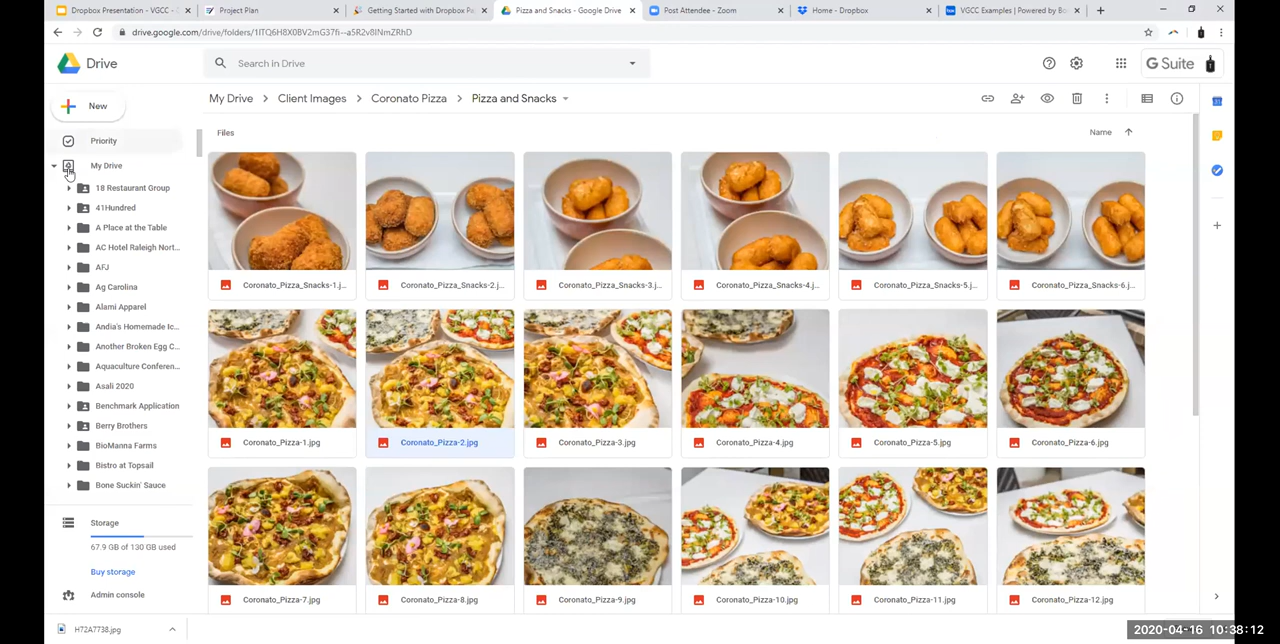 Dropbox Presentation - VGCC - C
Project Plan
Getting Started with Dropbox Pap
Pizza and Snacks - Google Drive
Post Attendee - Zoom
Home - Dropbox
VGCC Examples | Powered by Bo
drive.google.com/drive/folders/1ITQ6H8X0BV2mG37fi--a5R2v8INmZRhD
Drive
Search in Drive
G Suite
New
My Drive > Client Images > Coronato Pizza > Pizza and Snacks
Priority
My Drive
18 Restaurant Group
41Hundred
A Place at the Table
AC Hotel Raleigh Nort...
AFJ
Ag Carolina
Alami Apparel
Andia's Homemade Ic...
Another Broken Egg C...
Aquaculture Conferen...
Asali 2020
Benchmark Application
Berry Brothers
BioManna Farms
Bistro at Topsail
Bone Suckin' Sauce
Storage
67.9 GB of 130 GB used
Buy storage
Admin console
Files
Name
Coronato_Pizza_Snacks-1.j...
Coronato_Pizza_Snacks-2.j...
Coronato_Pizza_Snacks-3.j...
Coronato_Pizza_Snacks-4.j...
Coronato_Pizza_Snacks-5.j...
Coronato_Pizza_Snacks-6.j...
Coronato_Pizza-1.jpg
Coronato_Pizza-2.jpg
Coronato_Pizza-3.jpg
Coronato_Pizza-4.jpg
Coronato_Pizza-5.jpg
Coronato_Pizza-6.jpg
Coronato_Pizza-7.jpg
Coronato_Pizza-8.jpg
Coronato_Pizza-9.jpg
Coronato_Pizza-10.jpg
Coronato_Pizza-11.jpg
Coronato_Pizza-12.jpg
H72A7738.jpg
2020-04-16 10:38:12